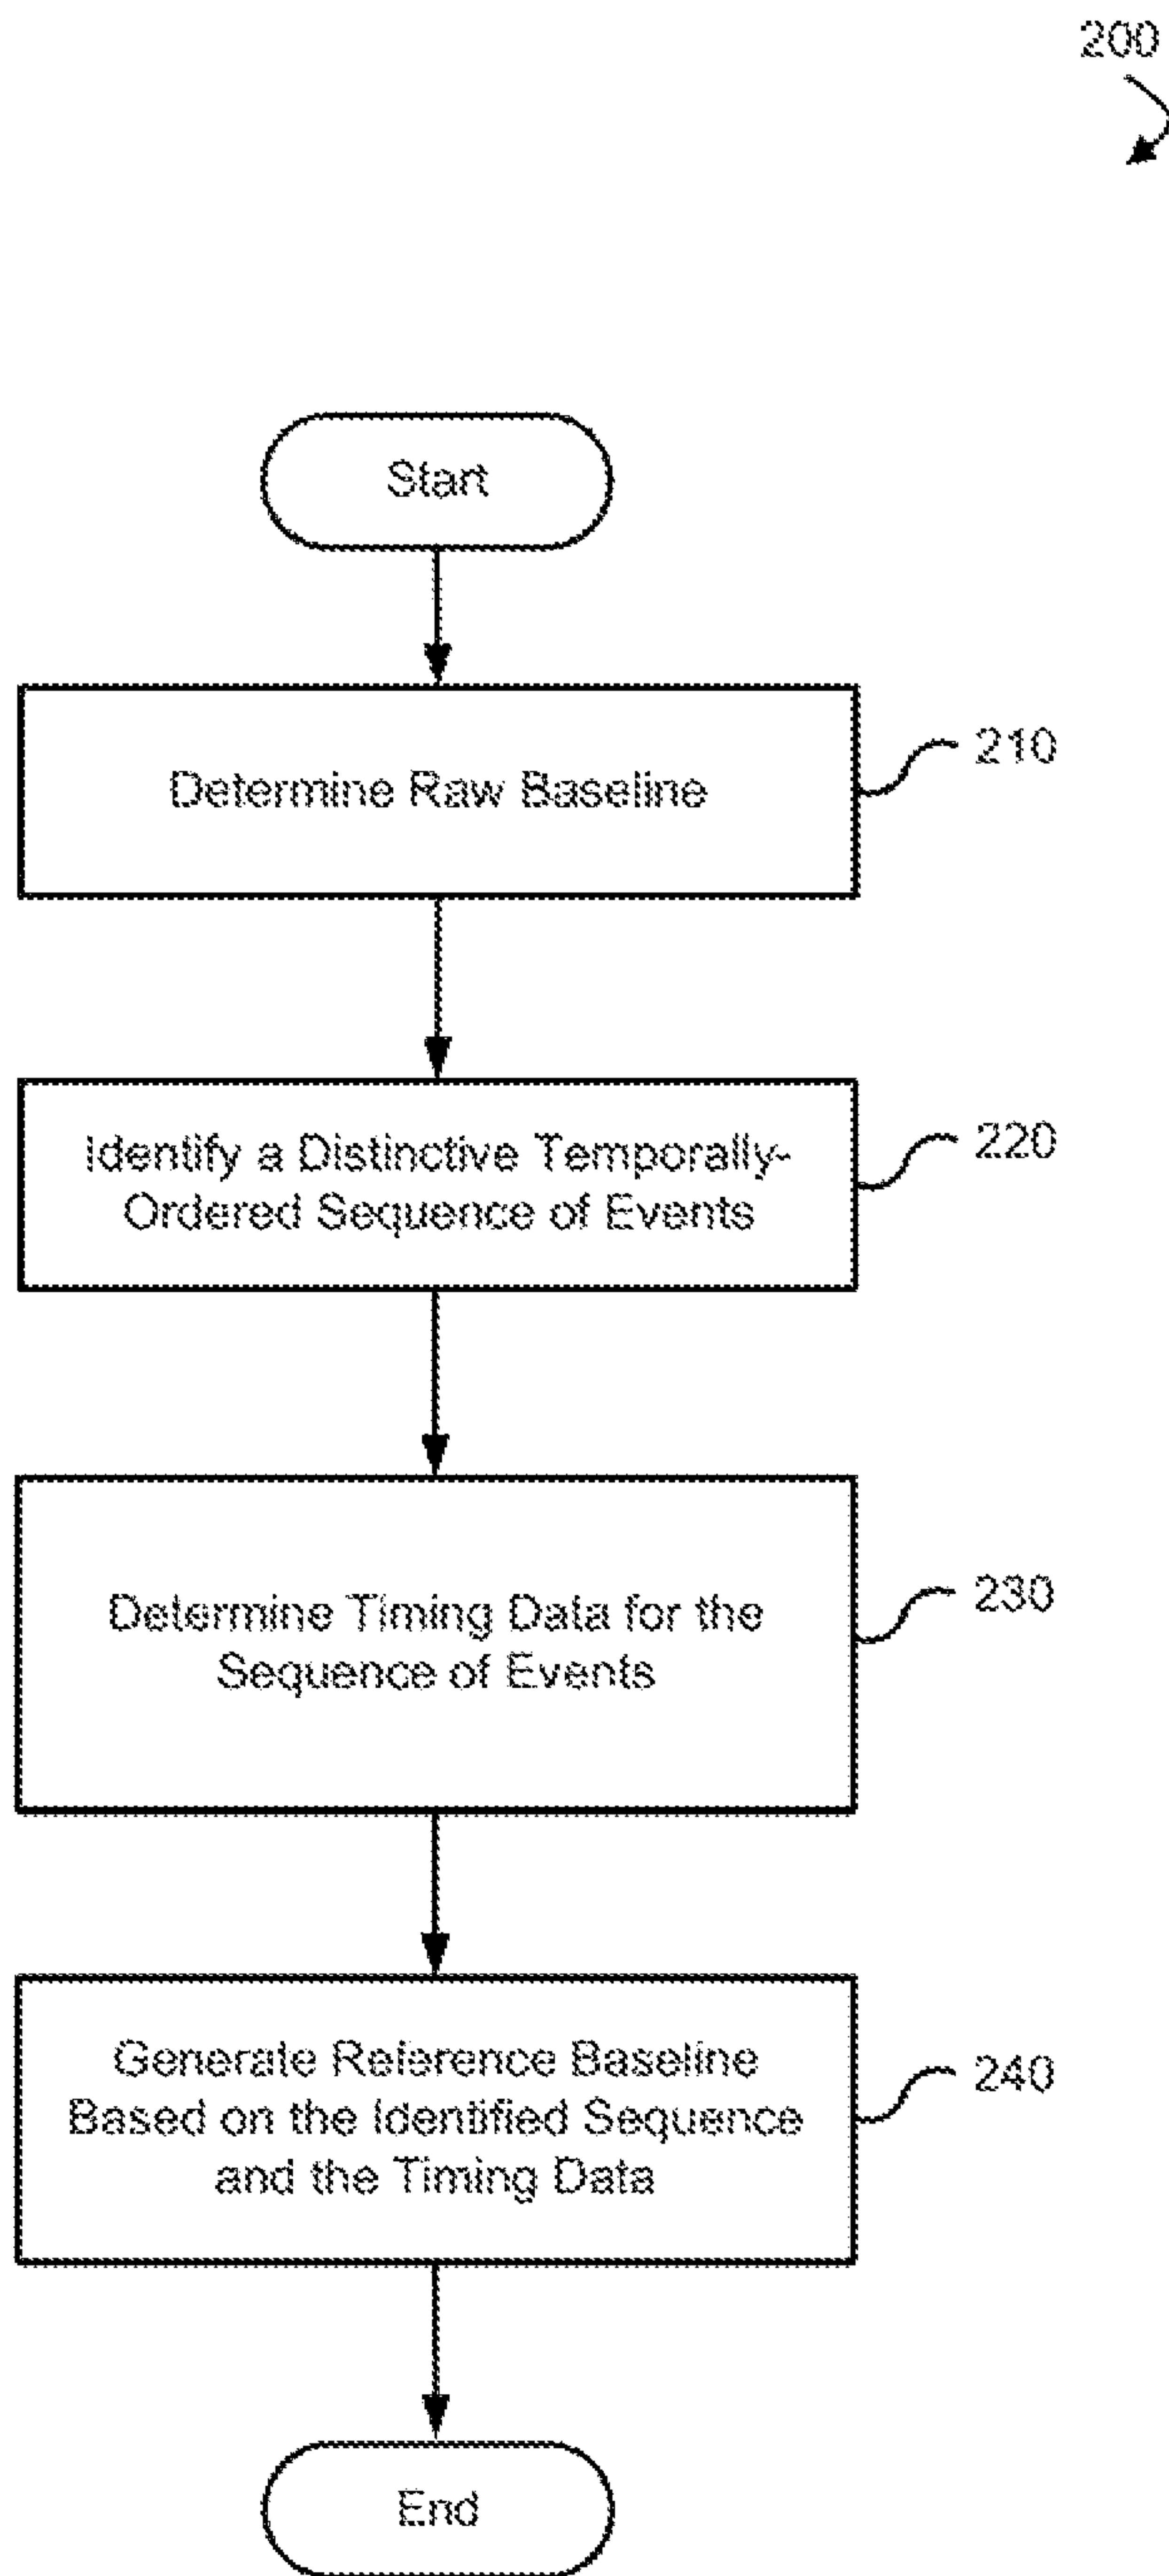 200
Start
Determine Raw Baseline
210
Identify a Distinctive Temporally-
Ordered Sequence of Events
220
Determine Timing Data for the
Sequence of Events
230
Generate Reference Baseline
Based on the Identified Sequence
and the Timing Data
240
End